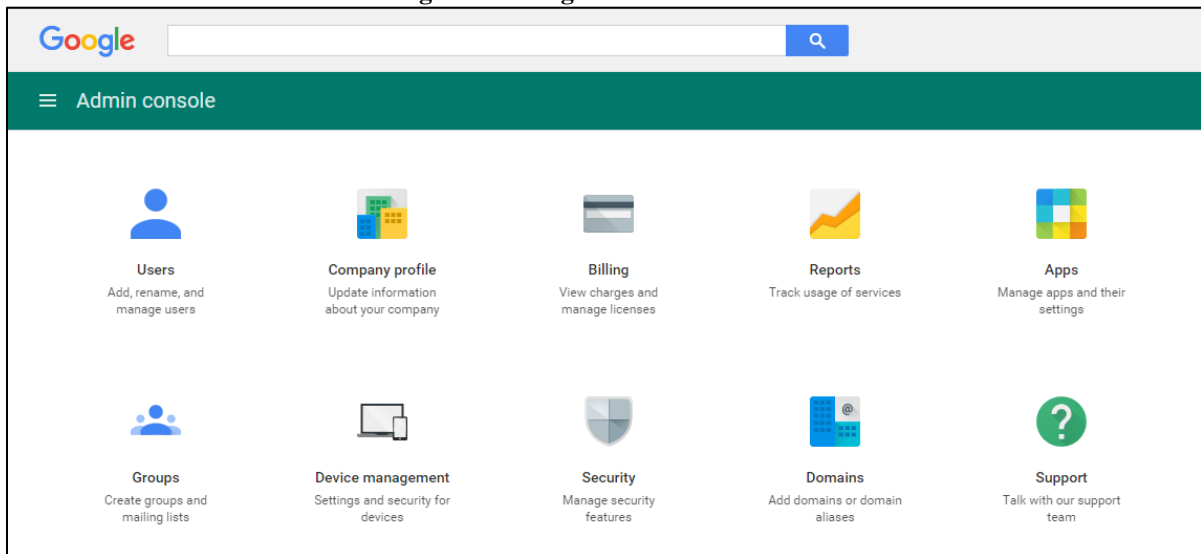 Google
Admin console
Users
Add, rename, and
manage users
Company profile
Update information
about your company
Billing
View charges and
manage licenses
Reports
Track usage of services
Apps
Manage apps and their
settings
Groups
Create groups and
mailing lists
Device management
Settings and security for
devices
Security
Manage security
features
Domains
Add domains or domain
aliases
@
Support
Talk with our support
team
?